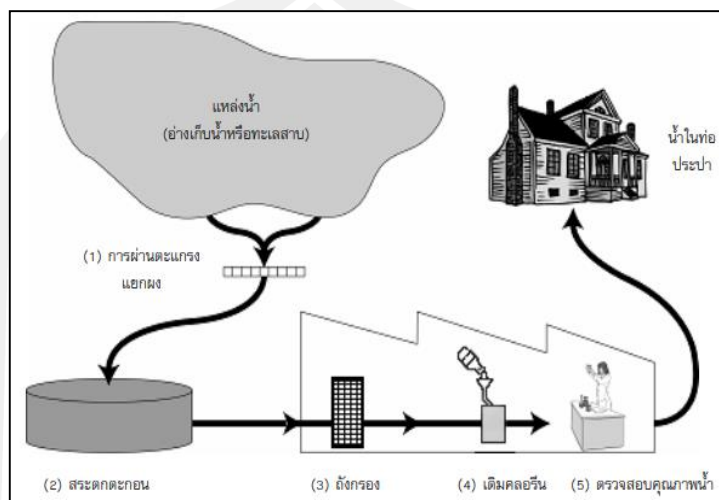 แหล่งน้ำ
(อ่างเก็บน้ำหรือทะเลสาบ)
น้ำในท่อ
ประปา
(1) การผ่านตะแกรง
แยกผง
(2) สระตกตะกอน
(3) ถังกรอง
(4) เติมคลอรีน
(5) ตรวจสอบคุณภาพน้ำ